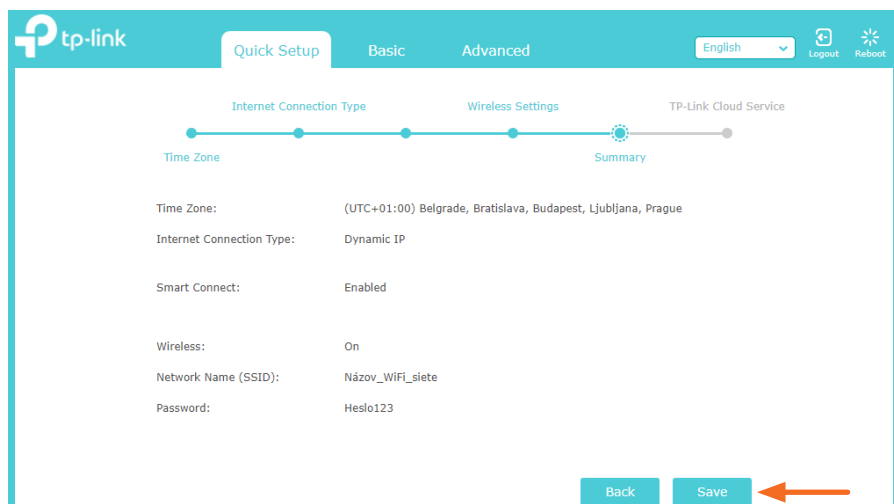 tp-link
Quick Setup Basic Advanced English Logout Reboot
Internet Connection Type Wireless Settings TP-Link Cloud Service
Time Zone Summary
Time Zone: (UTC+01:00) Belgrade, Bratislava, Budapest, Ljubljana, Prague
Internet Connection Type: Dynamic IP
Smart Connect: Enabled
Wireless: On
Network Name (SSID): Názov_WiFi_siete
Password: Heslo123
Back Save